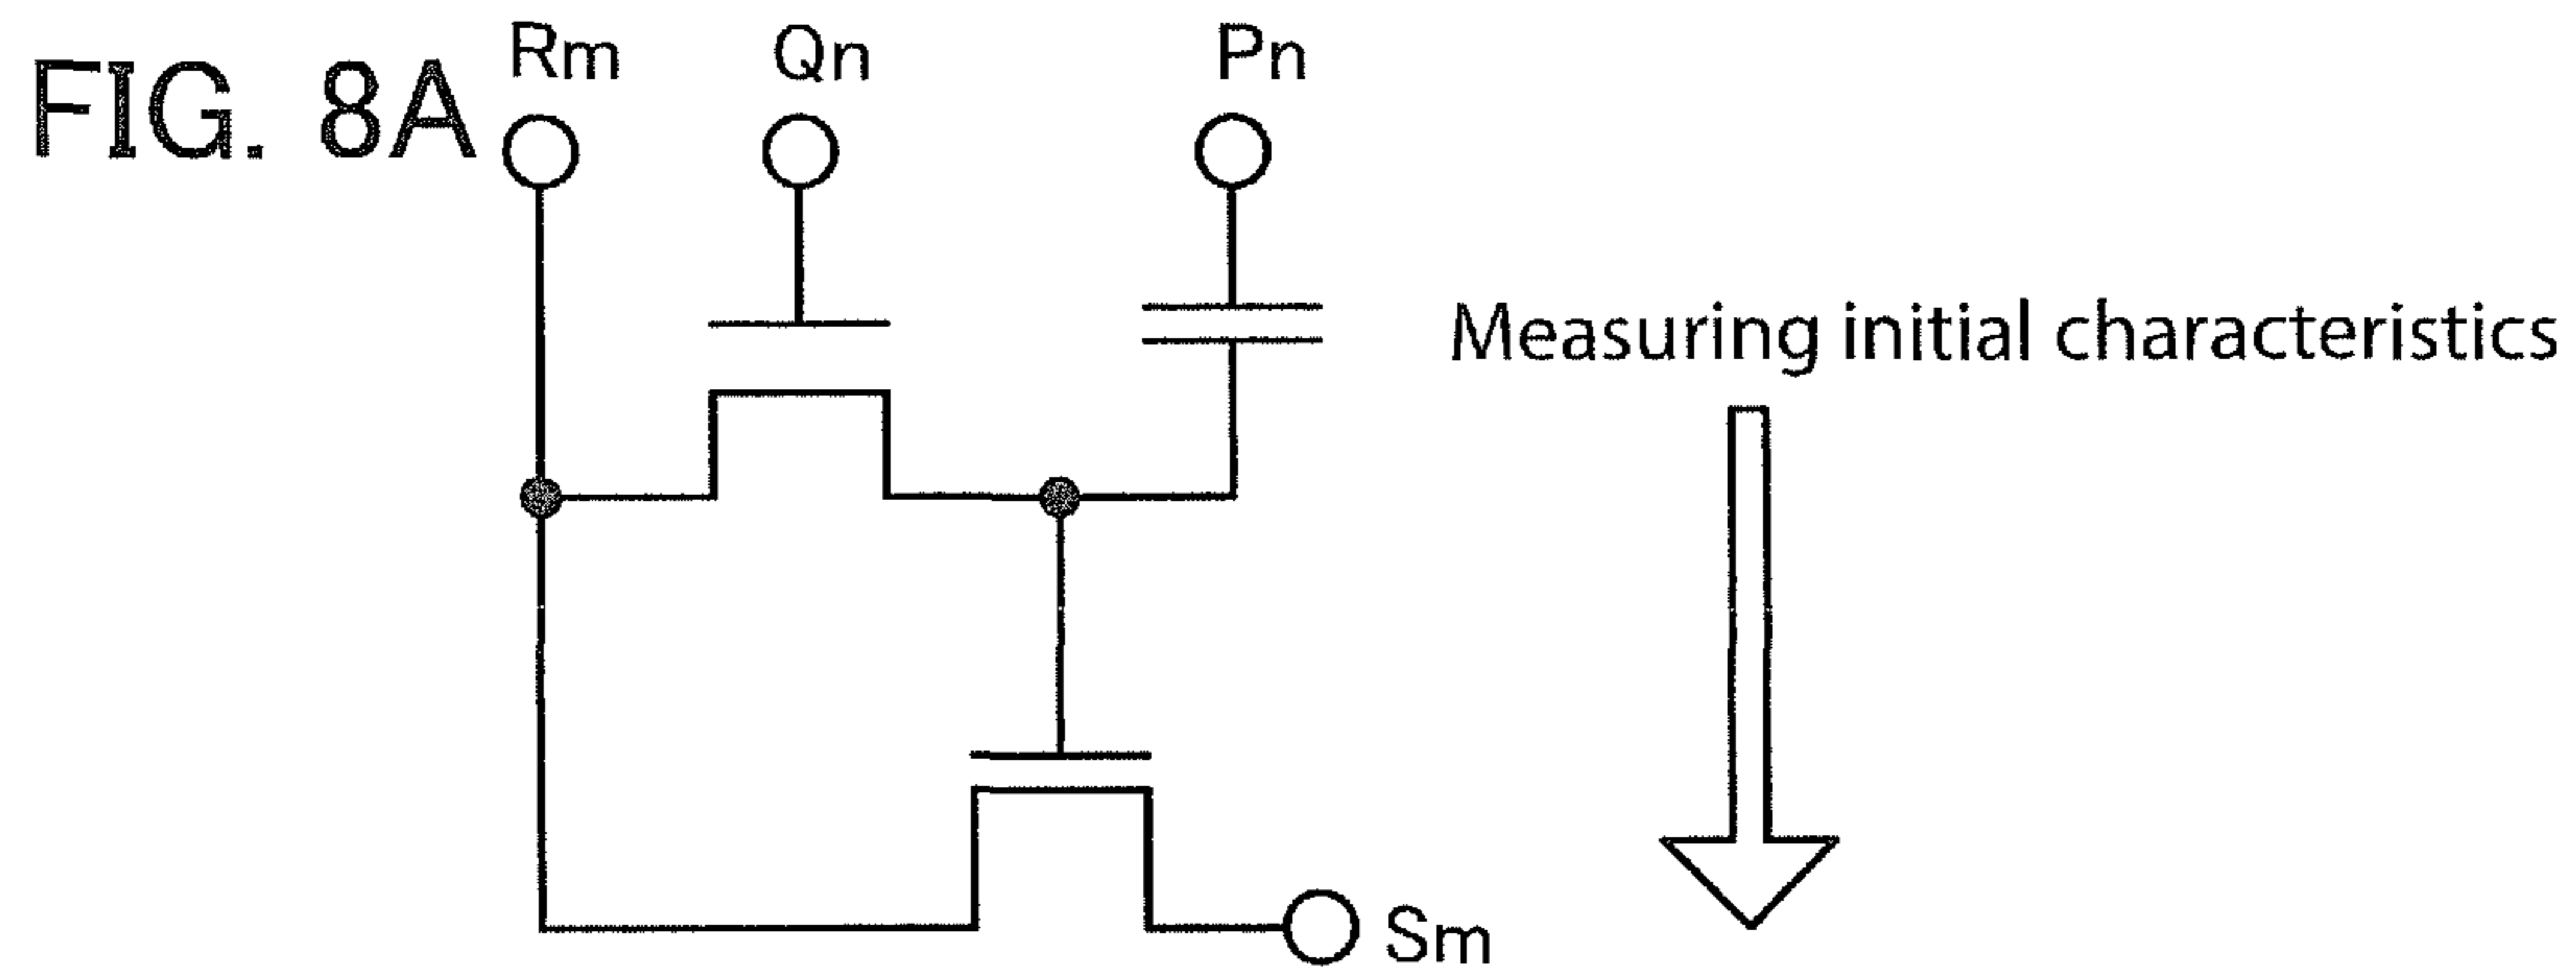 FIG. 8A
Rm Qn Pn
Measuring initial characteristics
Sm